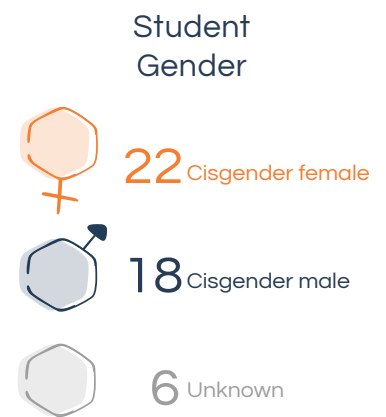 Student
Gender
22 Cisgender female
18 Cisgender male
6 Unknown